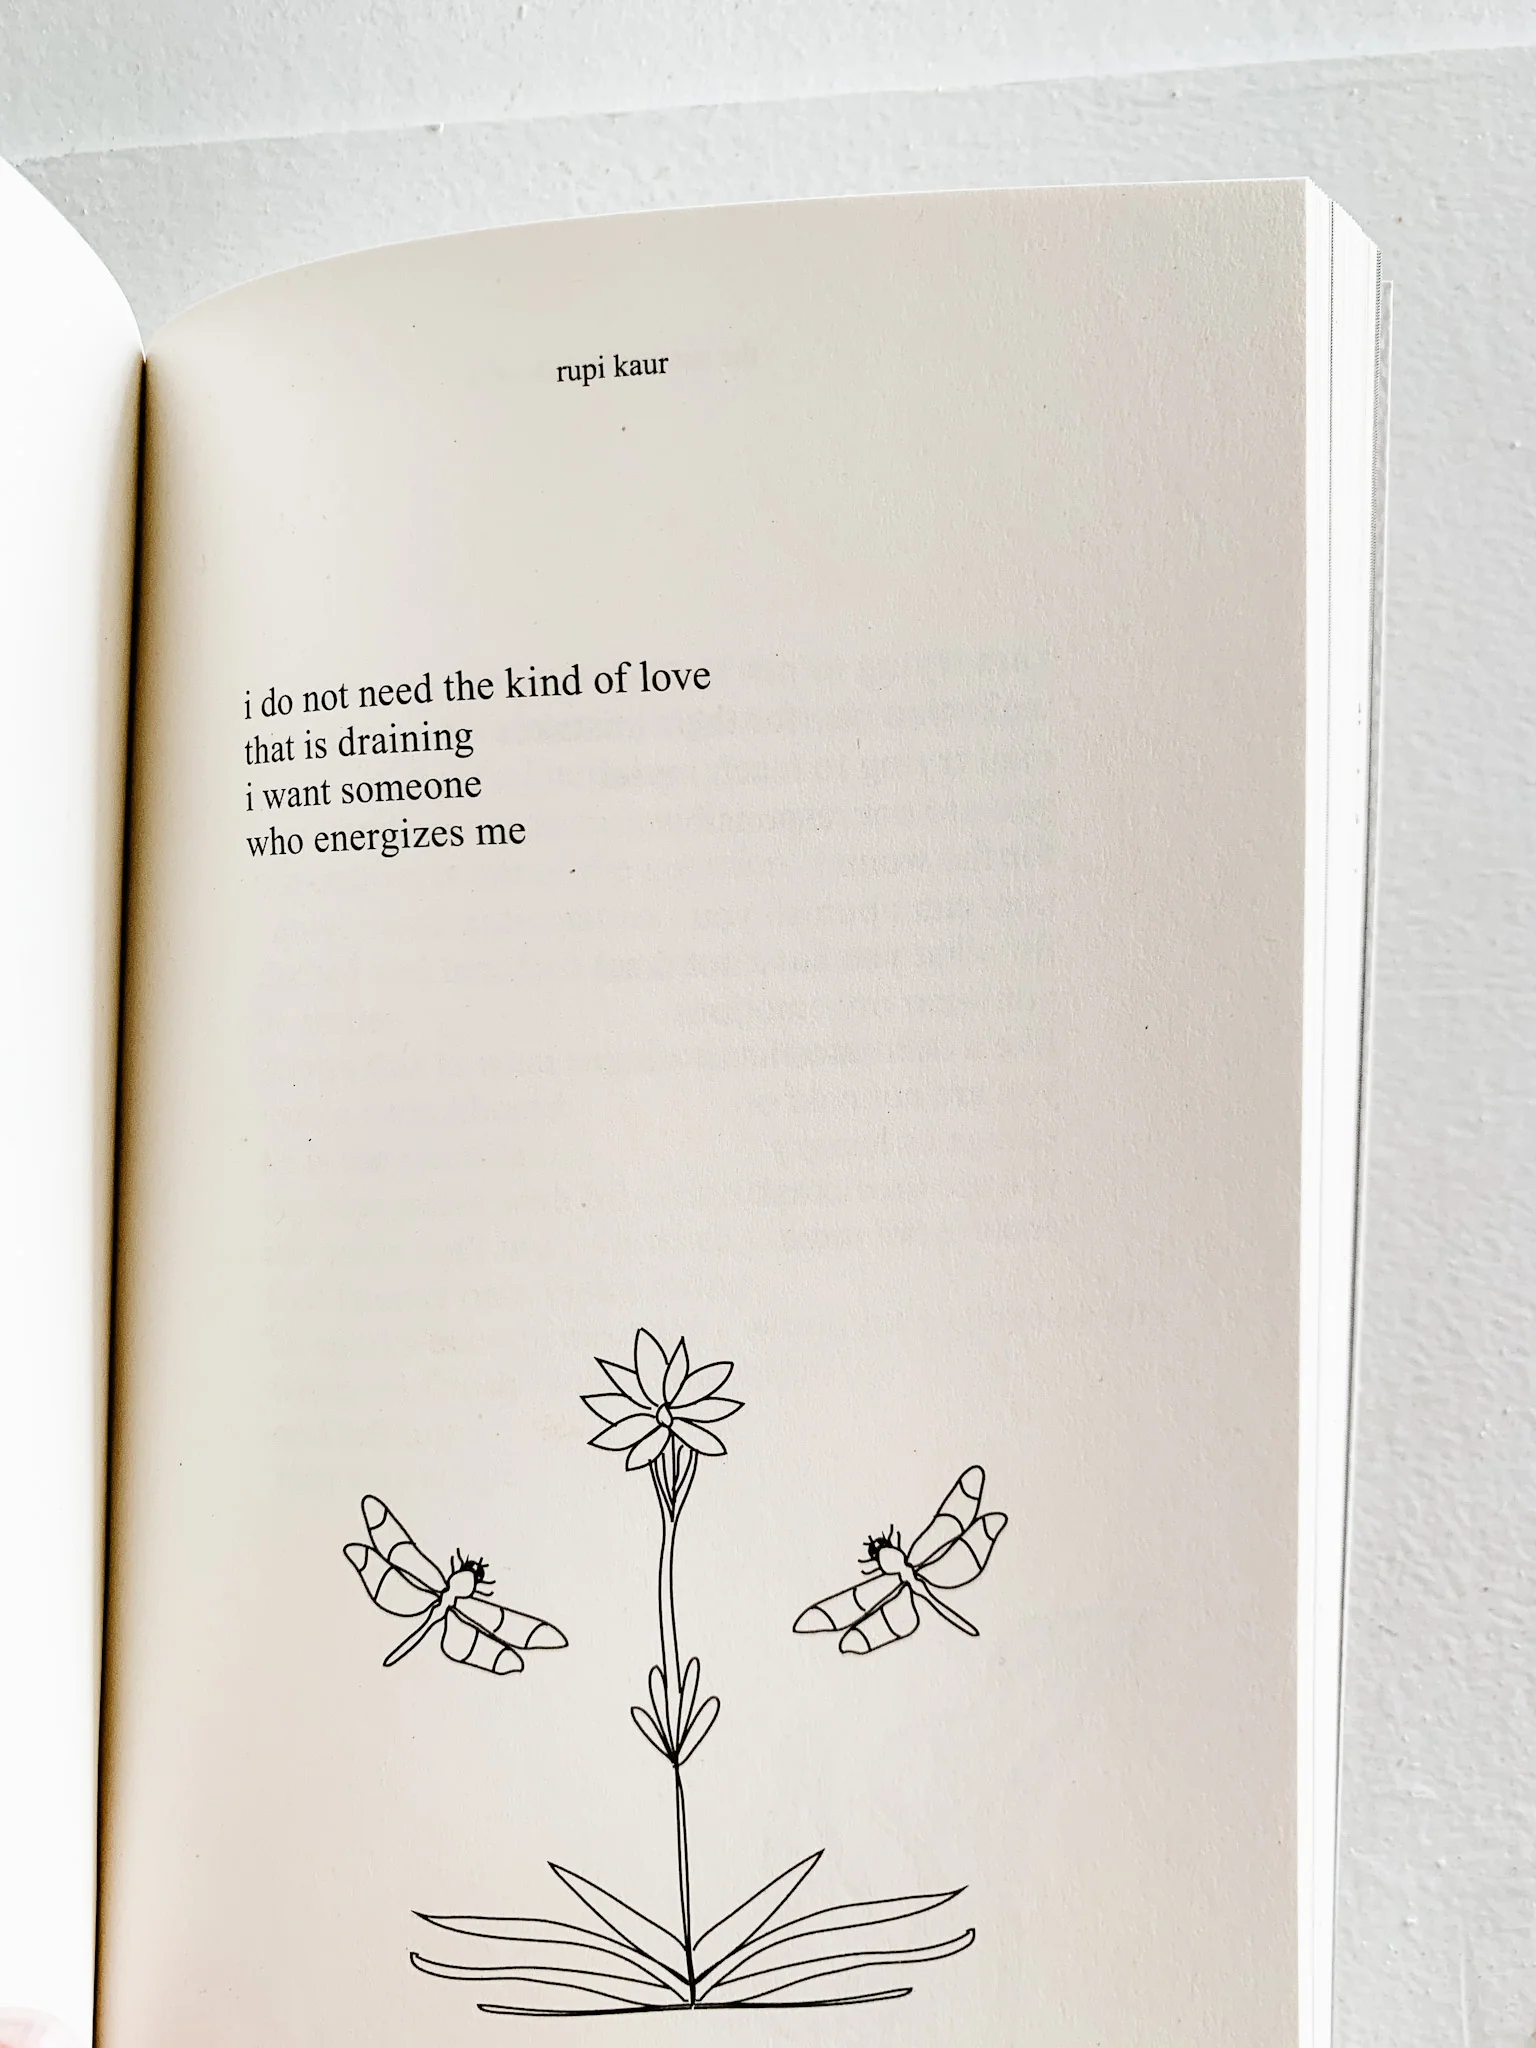 rupi kaur
i do not need the kind of love
that is draining
i want someone
who energizes me